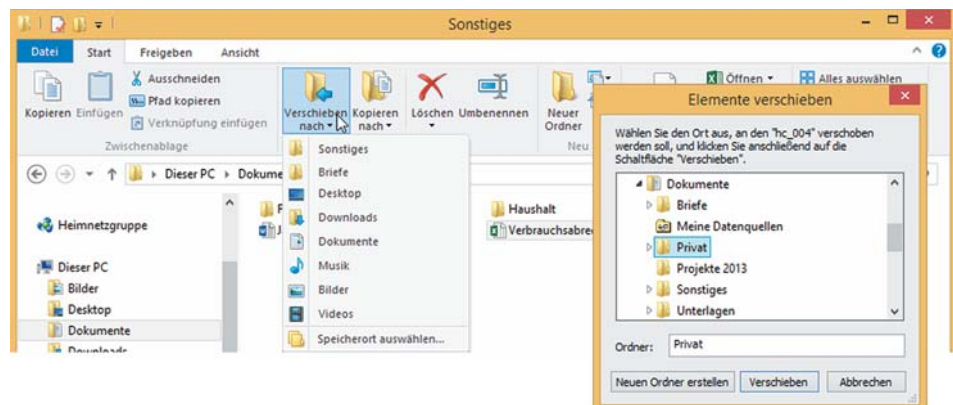 Sonstiges
Datei Start Freigeben Ansicht
Kopieren Einfügen
Ausschneiden
Pfad kopieren
Verknüpfung einfügen
Zwischenablage
Verschieben nach
Kopieren nach
Löschen
Umbenennen
Neuer Ordner
Neu
Öffnen
Alles auswählen
Dieser PC Dokume
Heimnetzgruppe
Dieser PC
Bilder
Desktop
Dokumente
Downloads
Sonstiges
Briefe
Desktop
Downloads
Dokumente
Musik
Bilder
Videos
Speicherort auswählen...
Haushalt
Verbrauchsabre
Elemente verschieben
Wählen Sie den Ort aus, an den "hc_004" verschoben
werden soll, und klicken Sie anschließend auf die
Schaltfläche "Verschieben".
Dokumente
Briefe
Meine Datenquellen
Privat
Projekte 2013
Sonstiges
Unterlagen
Ordner: Privat
Neuen Ordner erstellen Verschieben Abbrechen